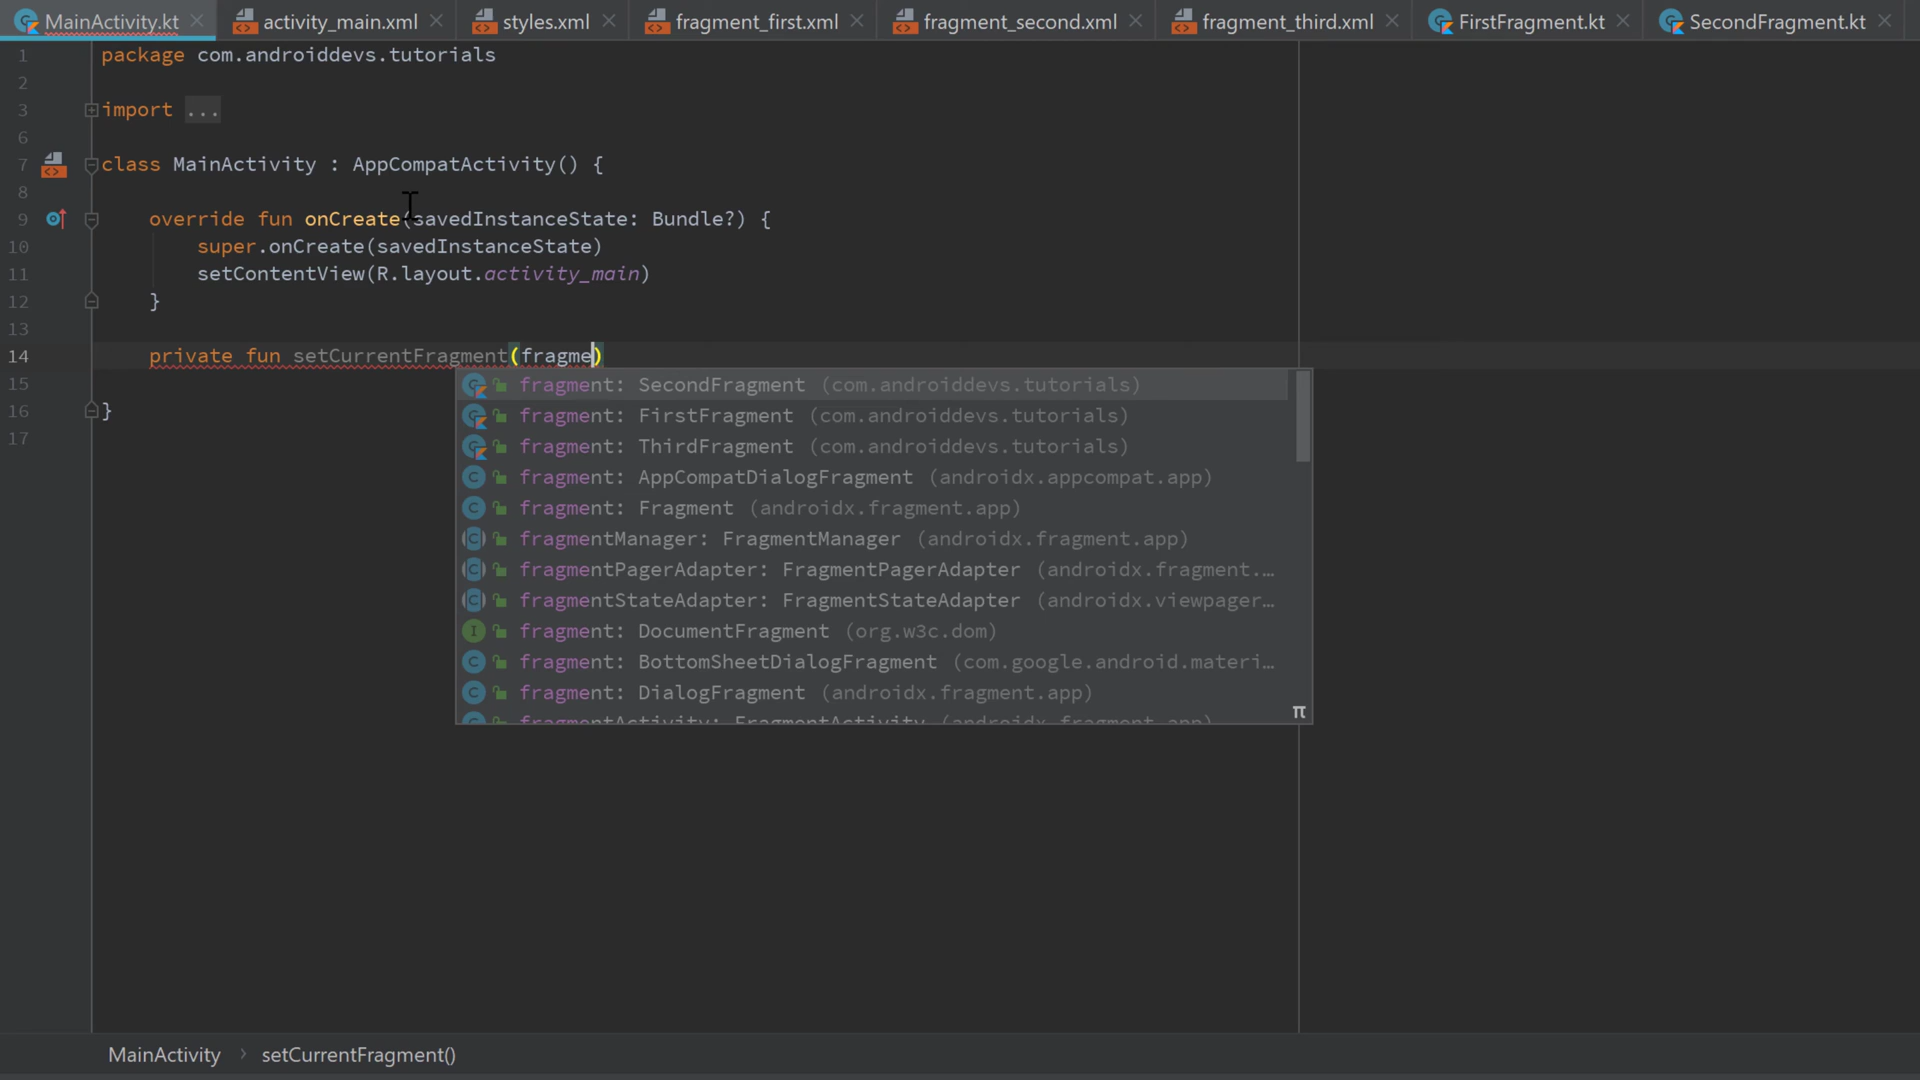 MainActivity.kt activity_main.xml styles.xml fragment_first.xml fragment_second.xml fragment_third.xml FirstFragment.kt SecondFragment.kt
1 package com.androiddevs.tutorials
2
3 import ...
6
7 class MainActivity : AppCompatActivity() {
8
9 override fun onCreate(savedInstanceState: Bundle?) {
10 super.onCreate(savedInstanceState)
11 setContentView(R.layout.activity_main)
12 }
13
14 private fun setCurrentFragment(fragme)
15
16 }
17
fragment: SecondFragment (com.androiddevs.tutorials)
fragment: FirstFragment (com.androiddevs.tutorials)
fragment: ThirdFragment (com.androiddevs.tutorials)
fragment: AppCompatDialogFragment (androidx.appcompat.app)
fragment: Fragment (androidx.fragment.app)
fragmentManager: FragmentManager (androidx.fragment.app)
fragmentPagerAdapter: FragmentPagerAdapter (androidx.fragment.…
fragmentStateAdapter: FragmentStateAdapter (androidx.viewpager…
fragment: DocumentFragment (org.w3c.dom)
fragment: BottomSheetDialogFragment (com.google.android.materi…
fragment: DialogFragment (androidx.fragment.app)
fragmentActivity: FragmentActivity (androidx.fragment.app)
π
MainActivity › setCurrentFragment()